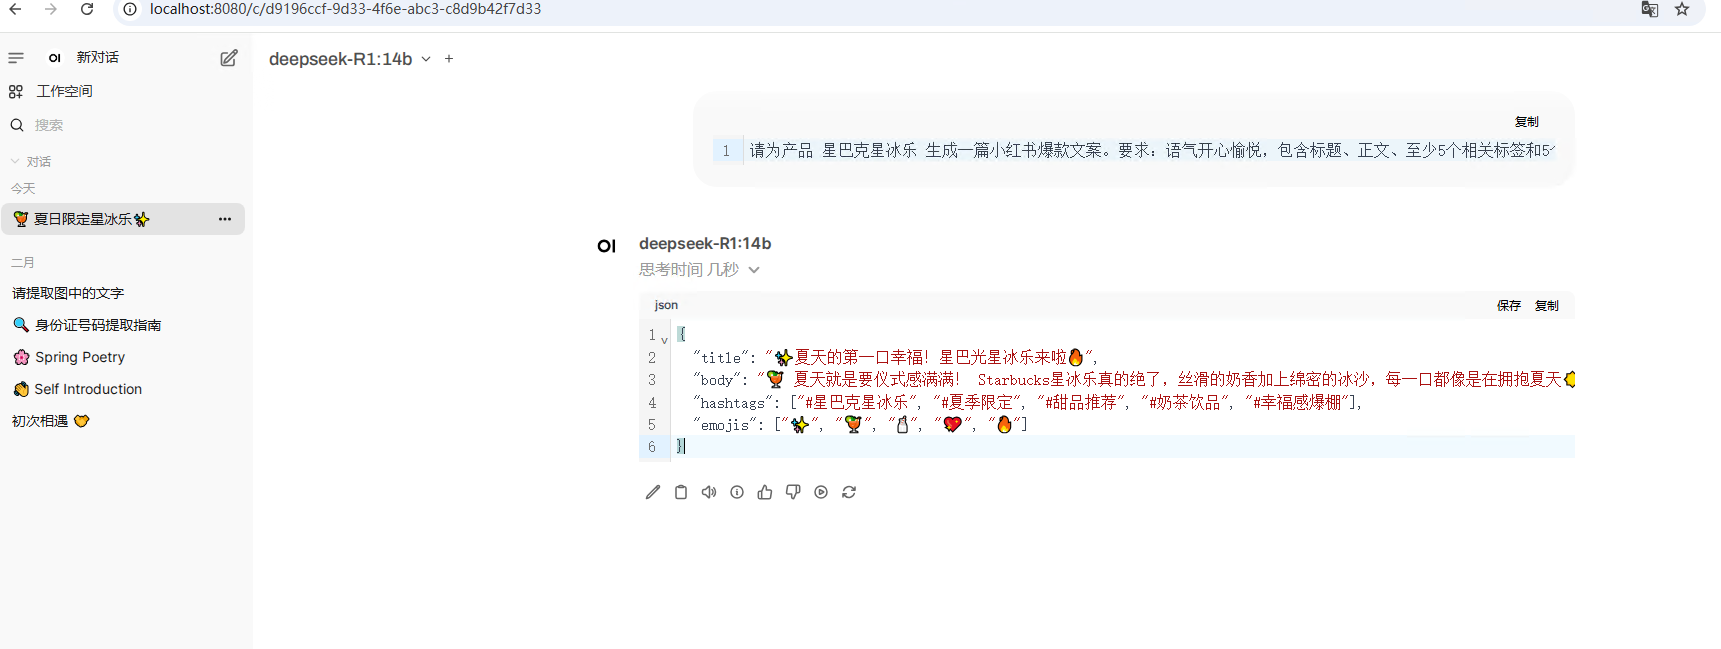 localhost:8080/c/d9196ccf-9d33-4f6e-abc3-c8d9b42f7d33
OI 新对话
deepseek-R1:14b
工作空间
搜索
对话
今天
🍹 夏日限定星冰乐✨
二月
请提取图中的文字
🔍 身份证号码提取指南
🌸 Spring Poetry
👏 Self Introduction
初次相遇 🤝
复制
1 请为产品 星巴克星冰乐 生成一篇小红书爆款文案。要求：语气开心愉悦，包含标题、正文、至少5个相关标签和5
OI deepseek-R1:14b
思考时间 几秒
json 保存 复制
1 {
2 "title": "✨夏天的第一口幸福！星巴光星冰乐来啦🔥",
3 "body": "🍹 夏天就是要仪式感满满！ Starbucks星冰乐真的绝了，丝滑的奶香加上绵密的冰沙，每一口都像是在拥抱夏天
4 "hashtags": ["#星巴克星冰乐", "#夏季限定", "#甜品推荐", "#奶茶饮品", "#幸福感爆棚"],
5 "emojis": ["✨", "🍹", "🍶", "💖", "🔥"]
6 }